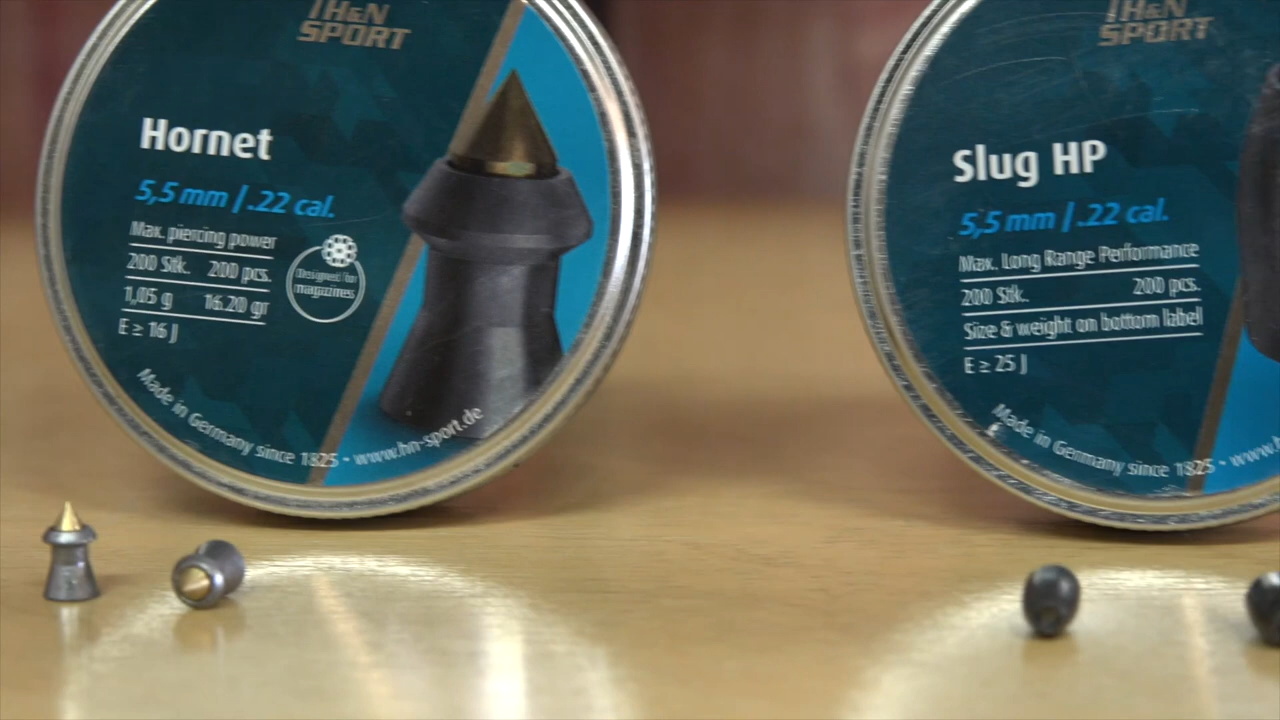 H&N
SPORT
Hornet
5,5 mm / .22 cal.
Max. piercing power
200 Stk. 200 pcs.
1,05 g 16.20 gr
E ≥ 16 J
Designed for
magazines
Made in Germany since 1825 • www.hn-sport.de
H&N
SPORT
Slug HP
5,5 mm / .22 cal.
Max. Long Range Performance
200 Stk. 200 pcs.
Size & weight on bottom label
E ≥ 25 J
Made in Germany since 1825 • www.h